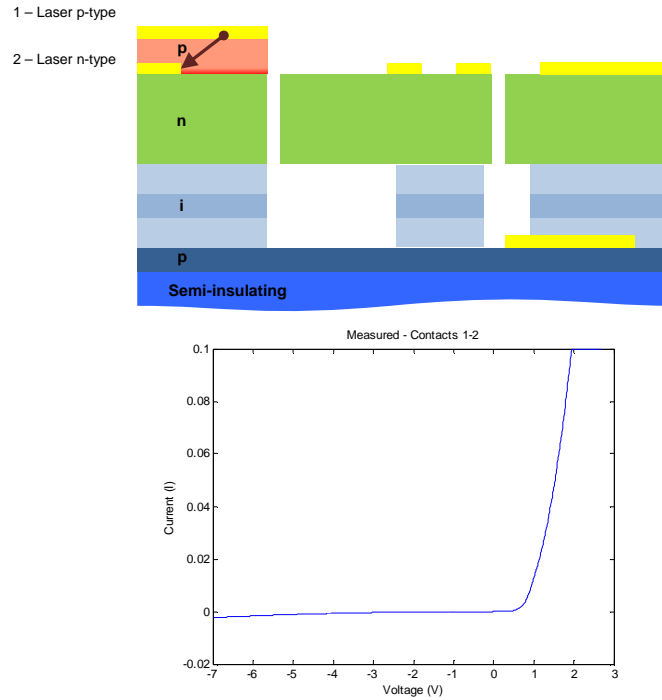 1 – Laser p-type
p
2 – Laser n-type
n
i
p
Semi-insulating
Measured - Contacts 1-2
0.1
0.08
0.06
0.04
0.02
0
-0.02
Current (I)
-7 -6 -5 -4 -3 -2 -1 0 1 2 3
Voltage (V)